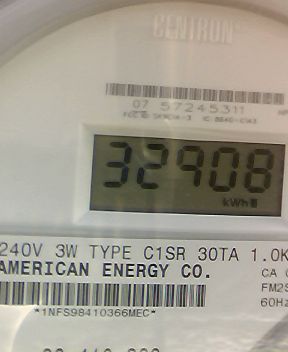 CENTRON
07 57245311
32908
kWh
240V 3W TYPE C1SR 30TA 1.0K
AMERICAN ENERGY CO.
CA
FM2S
60Hz
*1NFS98410366MEC*